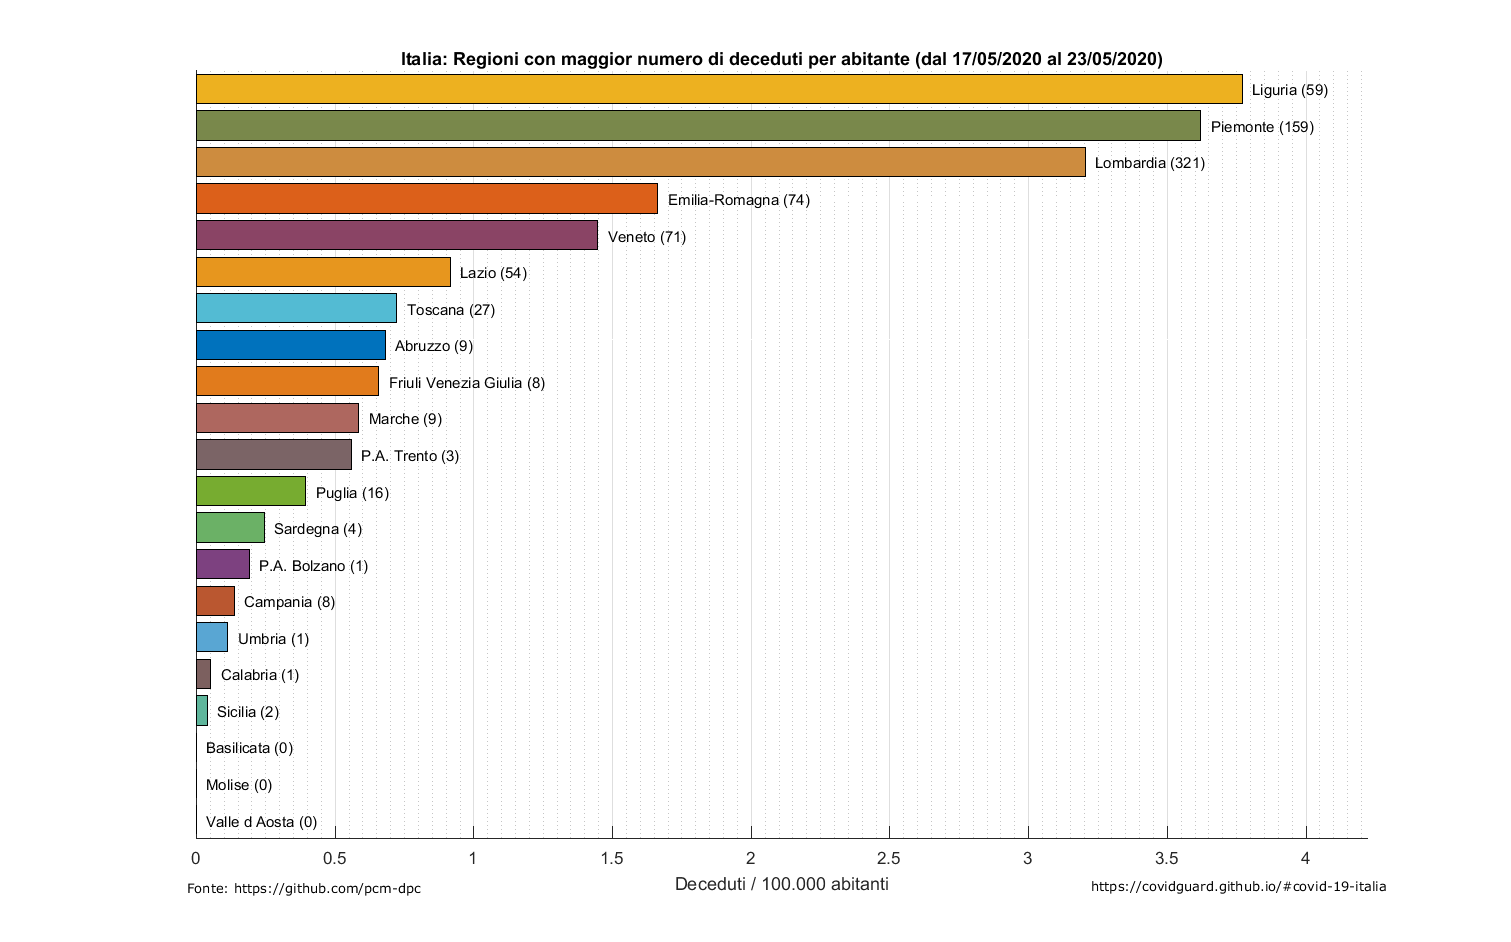 Italia: Regioni con maggior numero di deceduti per abitante (dal 17/05/2020 al 23/05/2020)
Liguria (59)
Piemonte (159)
Lombardia (321)
Emilia-Romagna (74)
Veneto (71)
Lazio (54)
Toscana (27)
Abruzzo (9)
Friuli Venezia Giulia (8)
Marche (9)
P.A. Trento (3)
Puglia (16)
Sardegna (4)
P.A. Bolzano (1)
Campania (8)
Umbria (1)
Calabria (1)
Sicilia (2)
Basilicata (0)
Molise (0)
Valle d Aosta (0)
0 0.5 1 1.5 2 2.5 3 3.5 4
Deceduti / 100.000 abitanti
Fonte: https://github.com/pcm-dpc
https://covidguard.github.io/#covid-19-italia